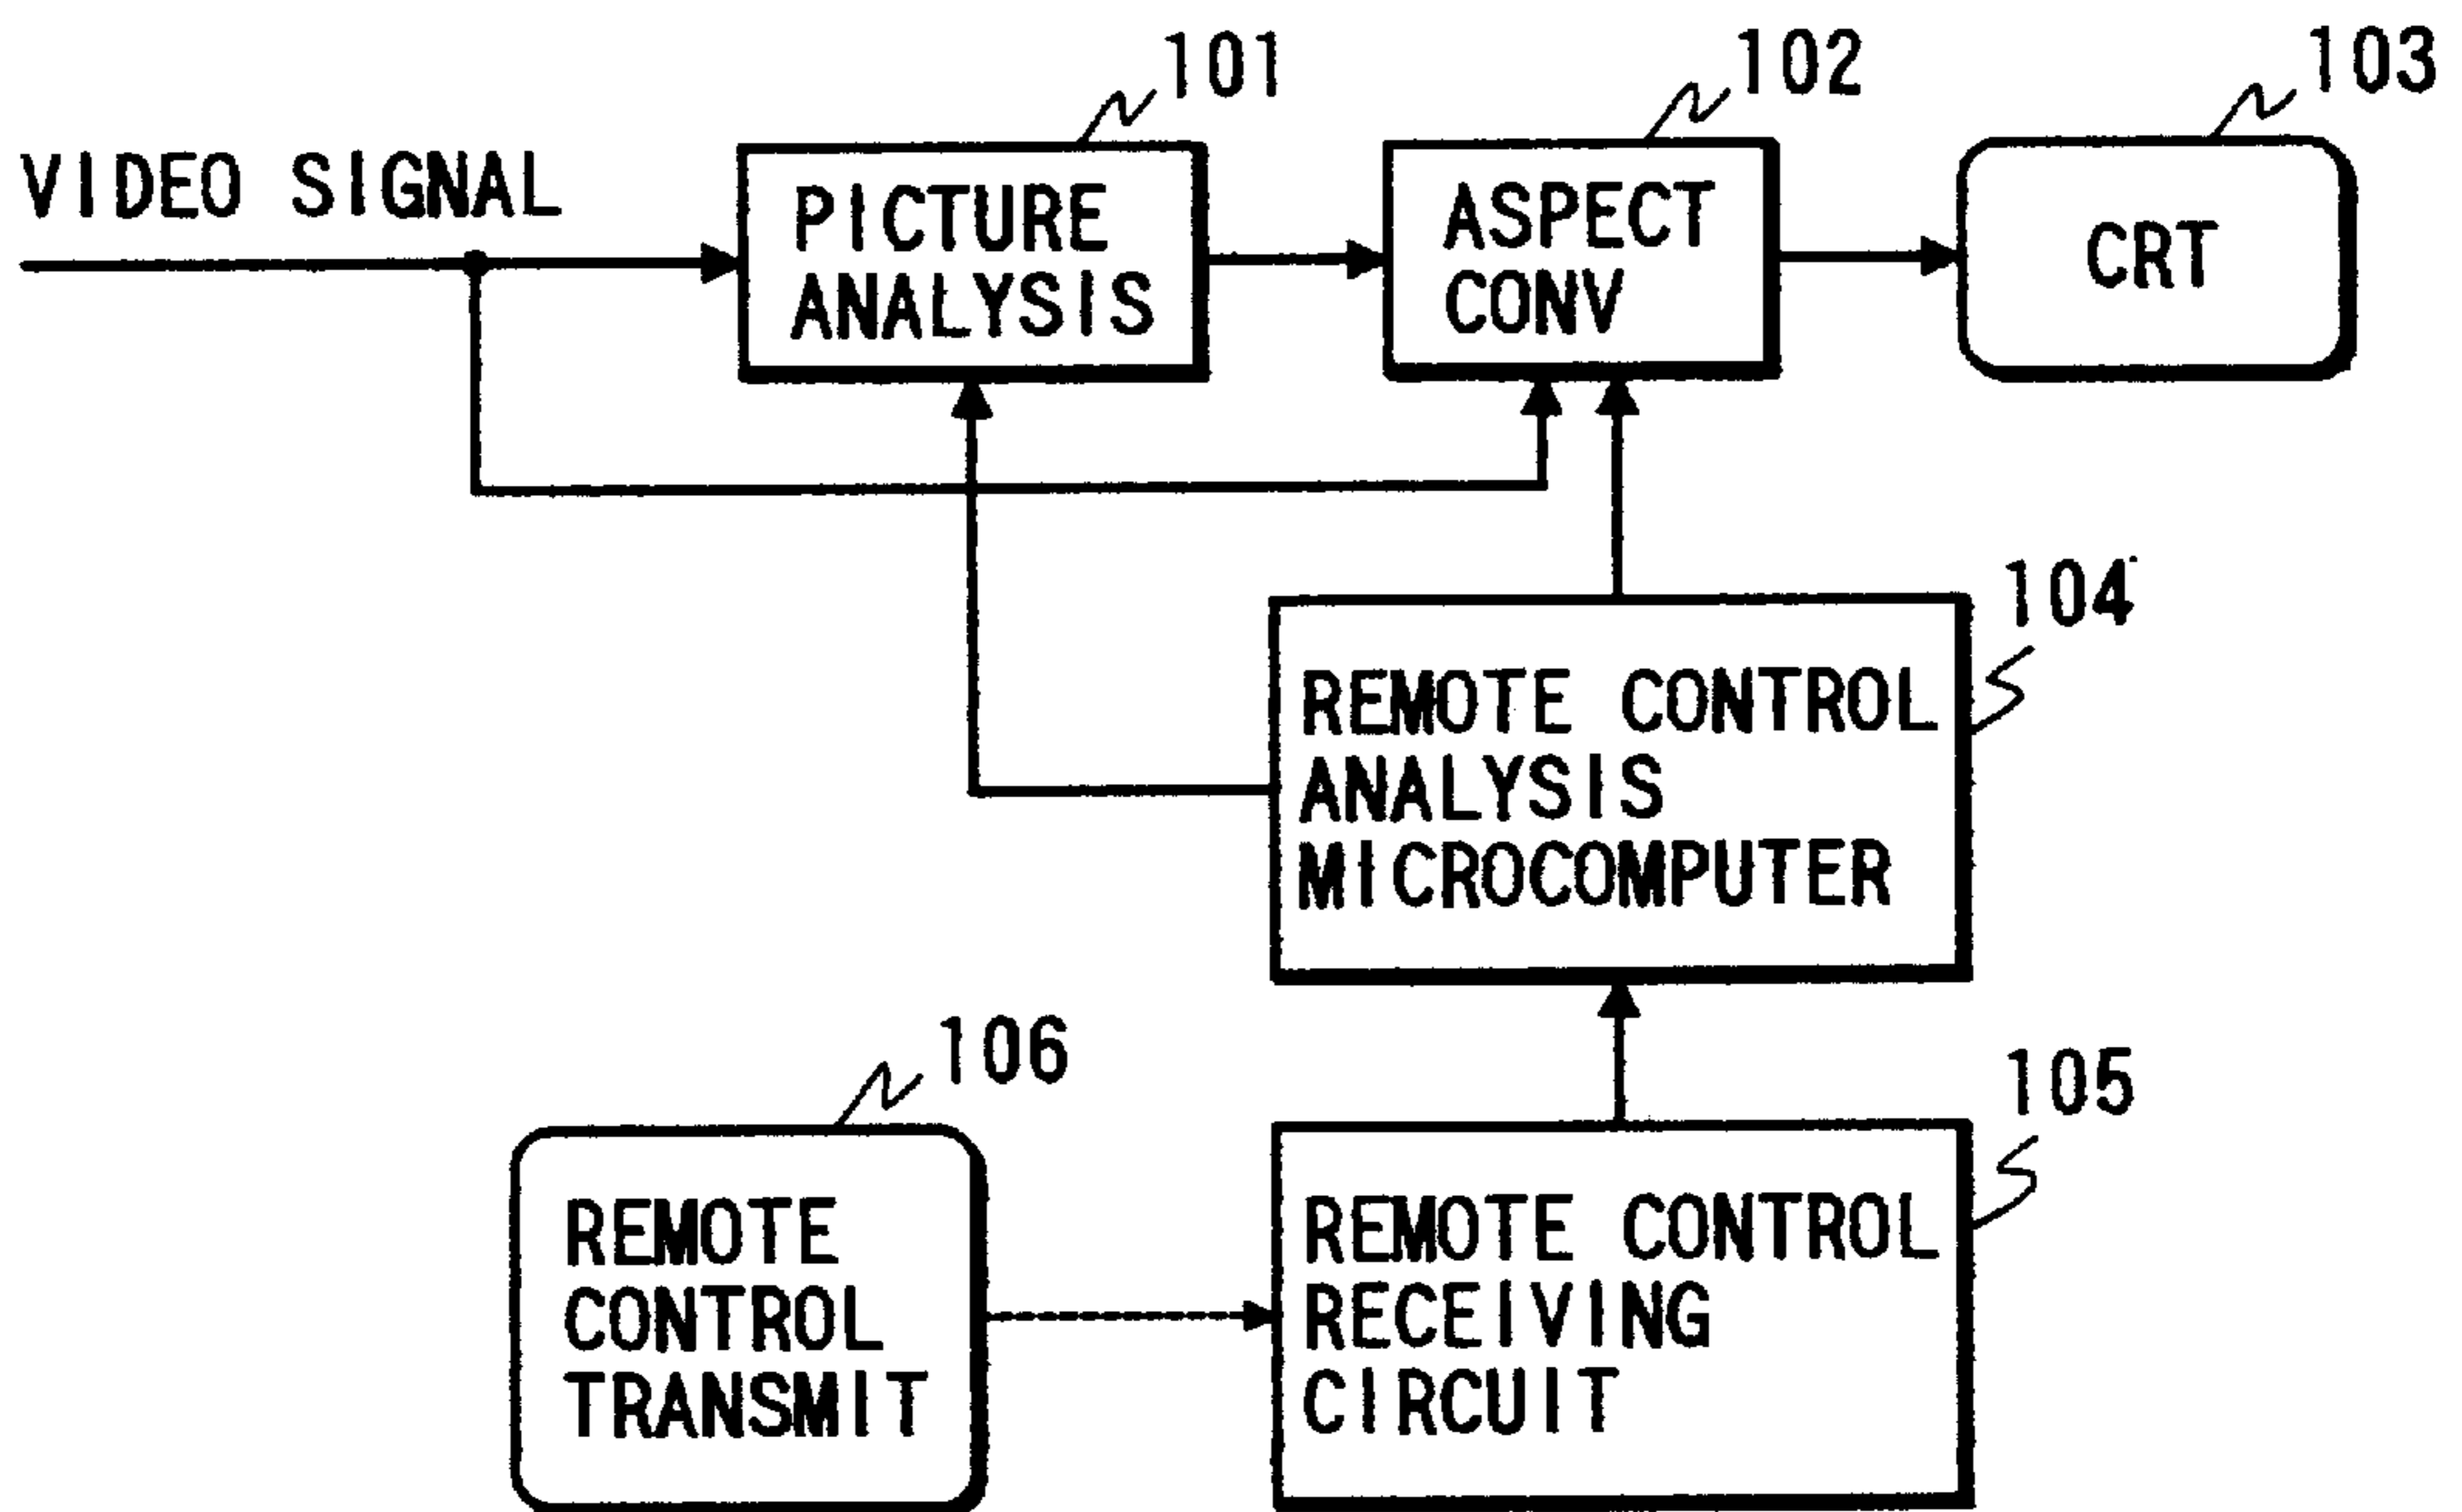 101
102
103
VIDEO SIGNAL
PICTURE
ANALYSIS
ASPECT
CONV
CRT
104
REMOTE CONTROL
ANALYSIS
MICROCOMPUTER
106
105
REMOTE
CONTROL
TRANSMIT
REMOTE CONTROL
RECEIVING
CIRCUIT